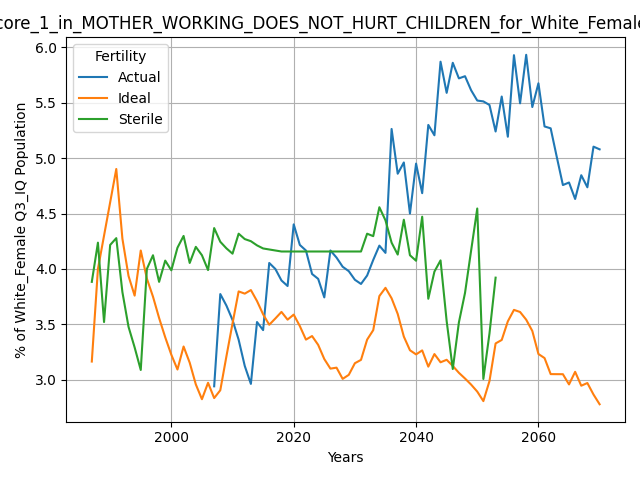 core_1_in_MOTHER_WORKING_DOES_NOT_HURT_CHILDREN_for_White_Female
Fertility
Actual
Ideal
Sterile
6.0
5.5
5.0
4.5
4.0
3.5
3.0
% of White_Female Q3_IQ Population
2000
2020
2040
2060
Years